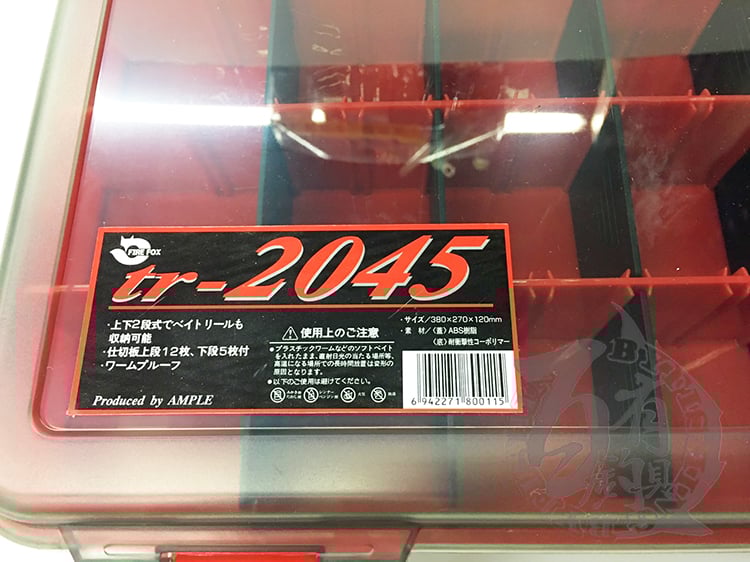 FIRE FOX
tr-2045
・上下2段式でベイトリールも
収納可能
・仕切板上段12枚、下段5枚付
・ワームプルーフ
Produced by AMPLE
使用上のご注意
●プラスチックワームなどのソフトベイト
を入れたまま、直射日光の当たる場所等、
高温になる場所での長時間放置は変形の
原因となります。
●以下のご使用は避けてください。
・サイズ/380×270×120mm
・素 材/(蓋)ABS樹脂
(底)耐衝撃性コーポリマー
6 942271 800115